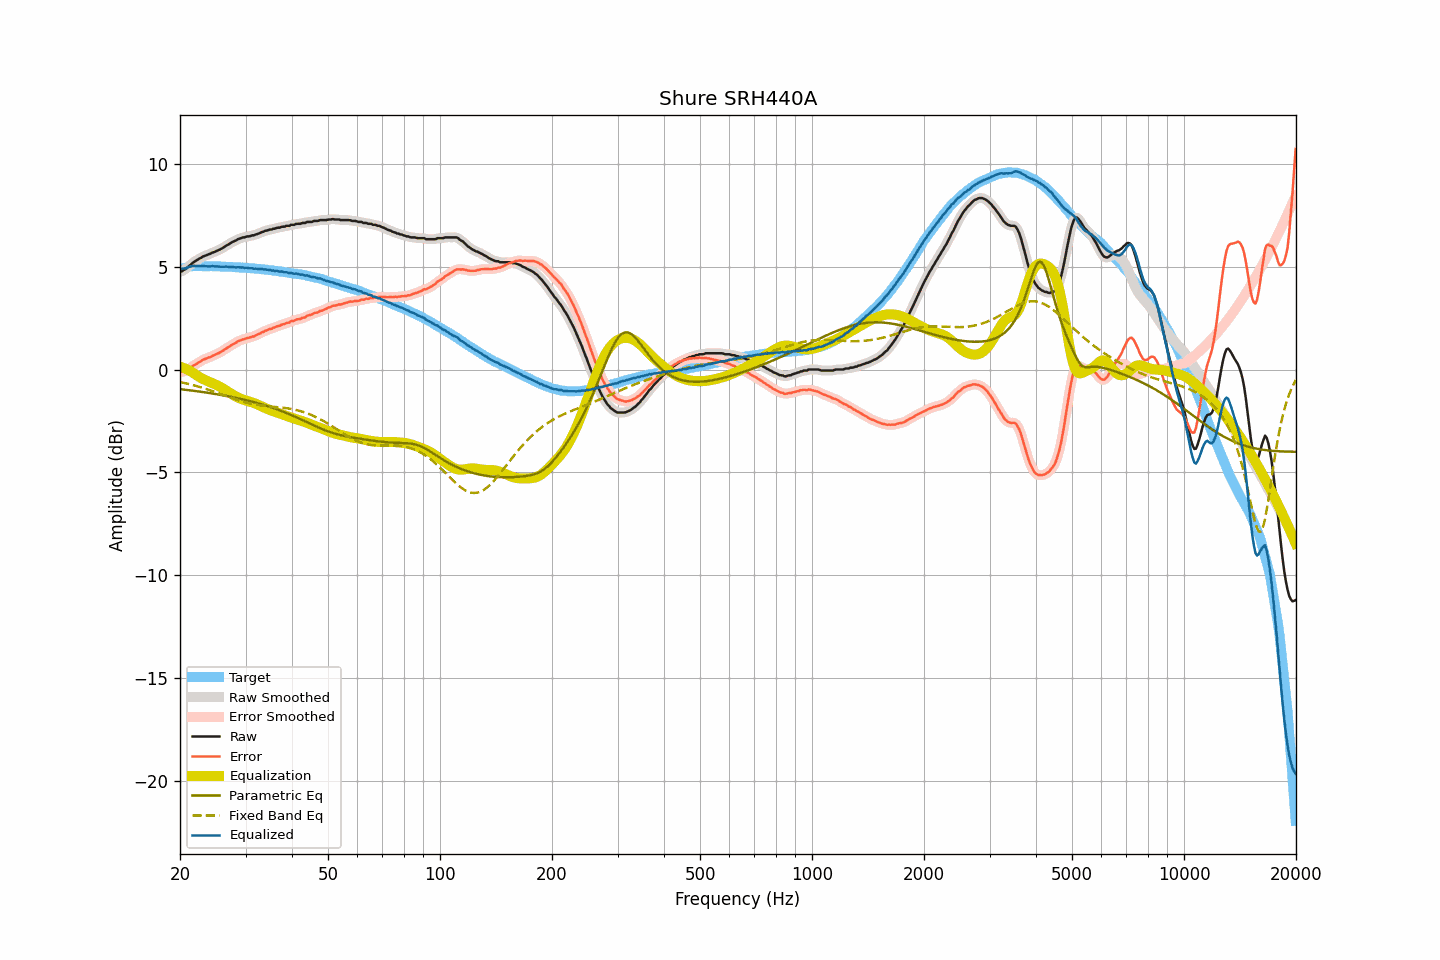 Shure SRH440A
Amplitude (dBr)
10
5
0
−5
−10
−15
−20
Target
Raw Smoothed
Error Smoothed
Raw
Error
Equalization
Parametric Eq
Fixed Band Eq
Equalized
20 50 100 200 500 1000 2000 5000 10000 20000
Frequency (Hz)